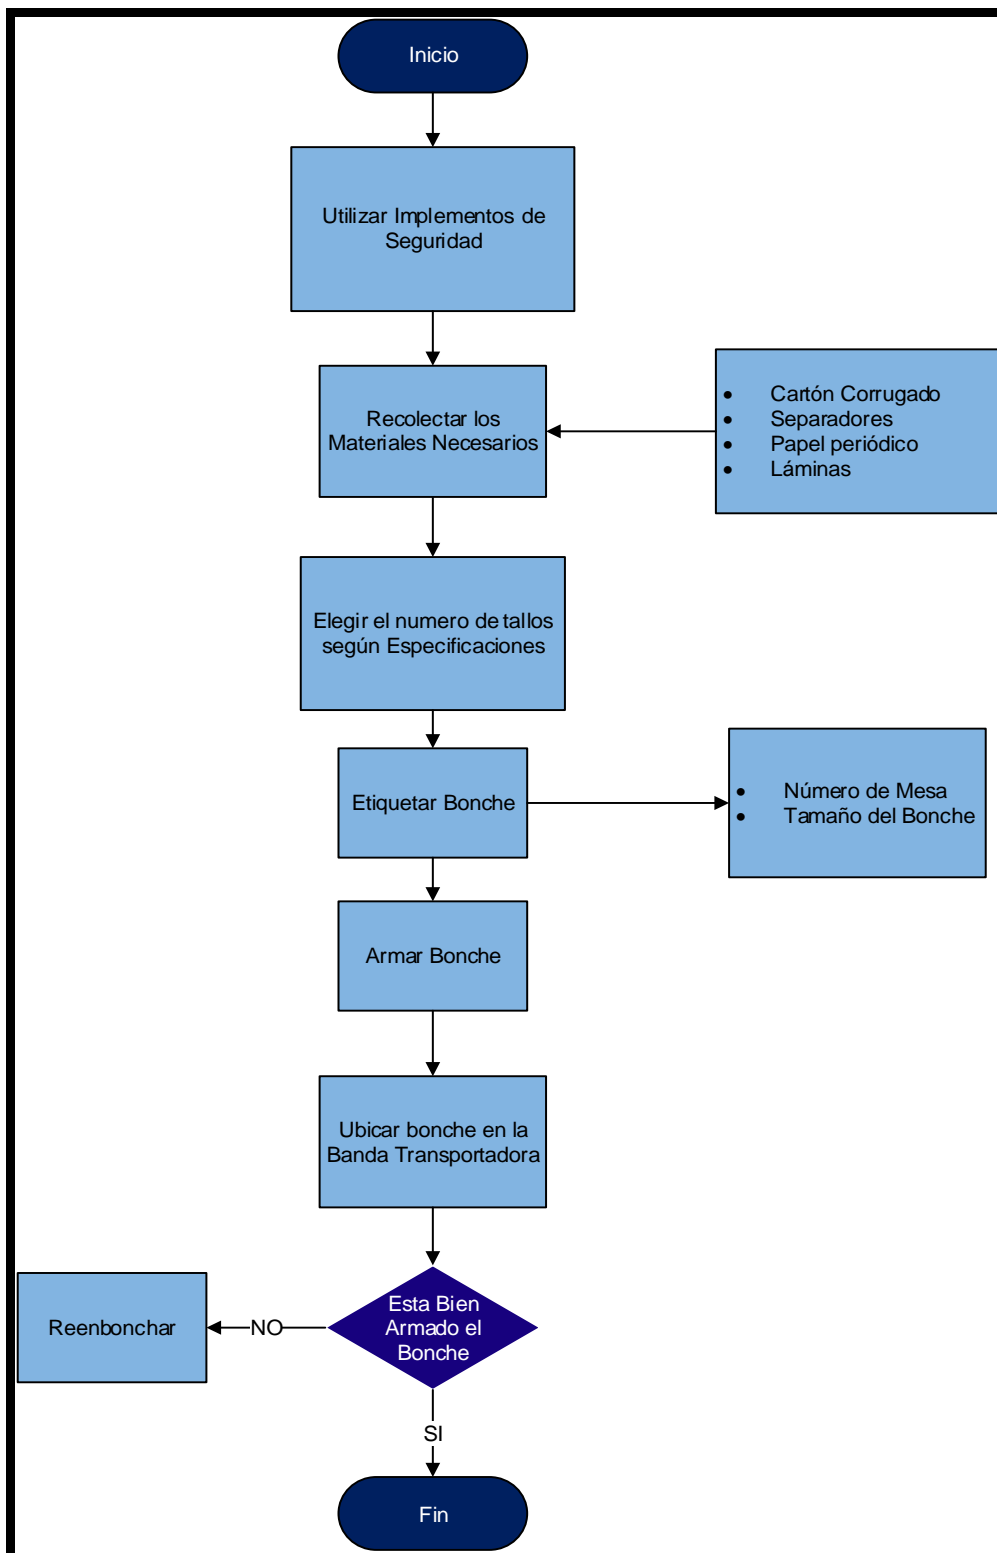 Inicio
Utilizar Implementos de
Seguridad
Recolectar los
Materiales Necesarios
• Cartón Corrugado
• Separadores
• Papel periódico
• Láminas
Elegir el numero de tallos
según Especificaciones
Etiquetar Bonche
• Número de Mesa
• Tamaño del Bonche
Armar Bonche
Ubicar bonche en la
Banda Transportadora
Esta Bien
Armado el
Bonche
NO
Reenbonchar
SI
Fin